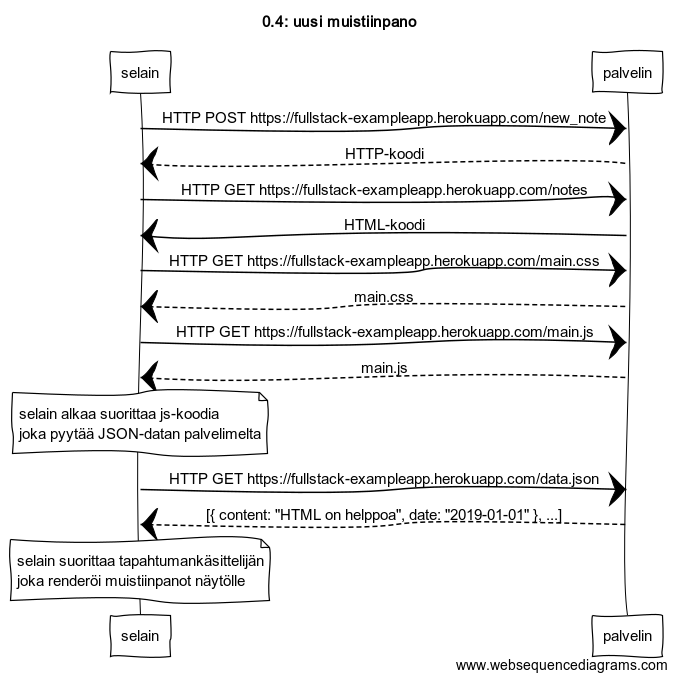 0.4: uusi muistiinpano
selain
palvelin
HTTP POST https://fullstack-exampleapp.herokuapp.com/new_note
HTTP-koodi
HTTP GET https://fullstack-exampleapp.herokuapp.com/notes
HTML-koodi
HTTP GET https://fullstack-exampleapp.herokuapp.com/main.css
main.css
HTTP GET https://fullstack-exampleapp.herokuapp.com/main.js
main.js
selain alkaa suorittaa js-koodia
joka pyytää JSON-datan palvelimelta
HTTP GET https://fullstack-exampleapp.herokuapp.com/data.json
[{ content: "HTML on helppoa", date: "2019-01-01" }, ...]
selain suorittaa tapahtumankäsittelijän
joka renderöi muistiinpanot näytölle
selain
palvelin
www.websequencediagrams.com